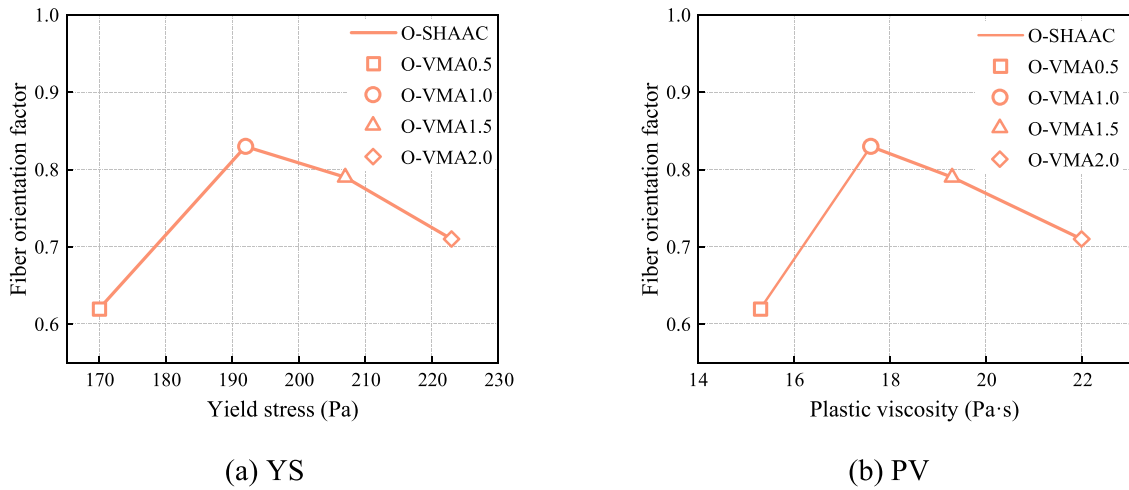 1.0
0.9
0.8
0.7
0.6
Fiber orientation factor
O-SHAAC
O-VMA0.5
O-VMA1.0
O-VMA1.5
O-VMA2.0
170 180 190 200 210 220 230
Yield stress (Pa)
(a) YS
1.0
0.9
0.8
0.7
0.6
Fiber orientation factor
O-SHAAC
O-VMA0.5
O-VMA1.0
O-VMA1.5
O-VMA2.0
14 16 18 20 22
Plastic viscosity (Pa·s)
(b) PV